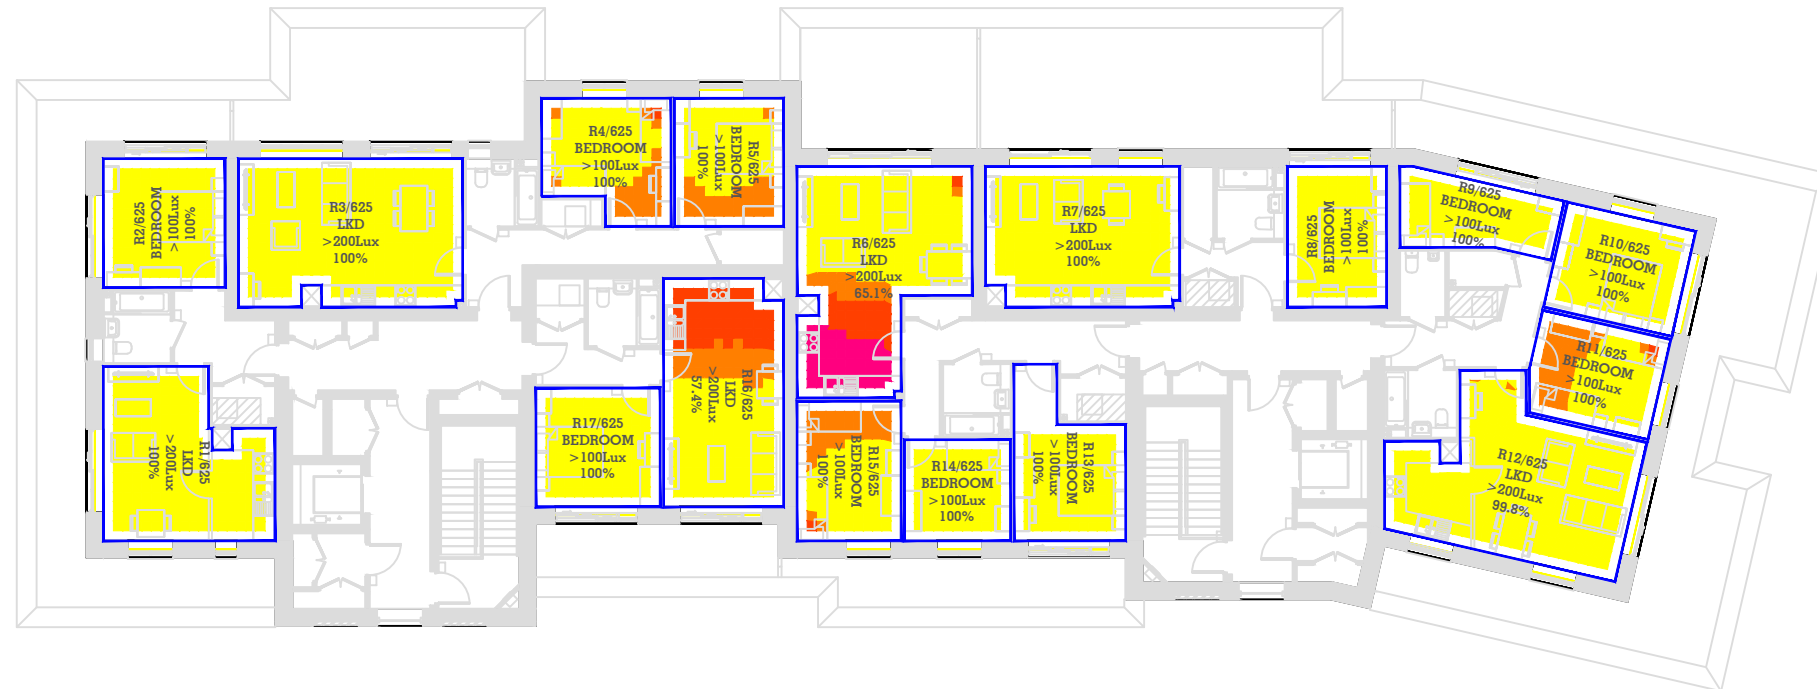 R2/625
BEDROOM
>100Lux
100%
R3/625
LKD
>200Lux
100%
R4/625
BEDROOM
>100Lux
100%
R5/625
BEDROOM
>100Lux
100%
R6/625
LKD
>200Lux
65.1%
R7/625
LKD
>200Lux
100%
R8/625
BEDROOM
>100Lux
100%
R9/625
BEDROOM
>100Lux
100%
R10/625
BEDROOM
>100Lux
100%
R11/625
BEDROOM
>100Lux
100%
R12/625
LKD
>200Lux
99.8%
R1/625
LKD
>200Lux
100%
R17/625
BEDROOM
>100Lux
100%
R16/625
LKD
>200Lux
57.4%
R15/625
BEDROOM
>100Lux
100%
R14/625
BEDROOM
>100Lux
100%
R13/625
BEDROOM
>100Lux
100%